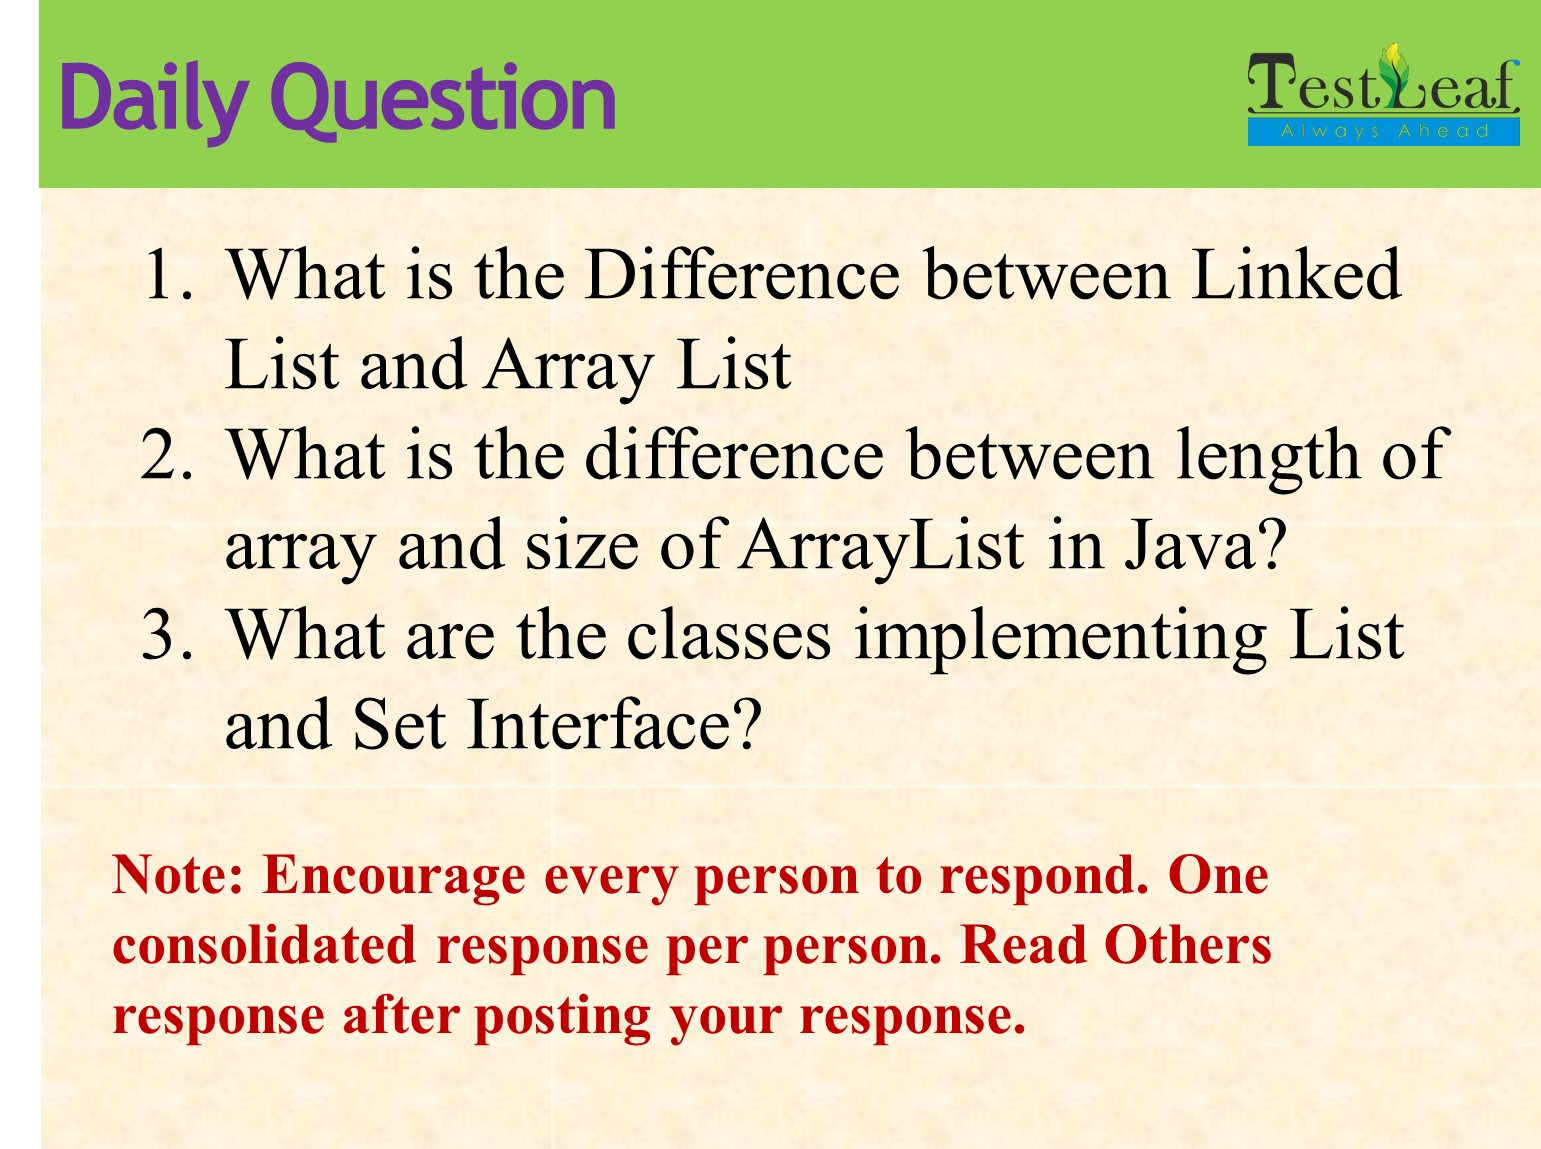 Daily Question
TestLeaf
Always Ahead
1. What is the Difference between Linked
List and Array List
2. What is the difference between length of
array and size of ArrayList in Java?
3. What are the classes implementing List
and Set Interface?
Note: Encourage every person to respond. One
consolidated response per person. Read Others
response after posting your response.